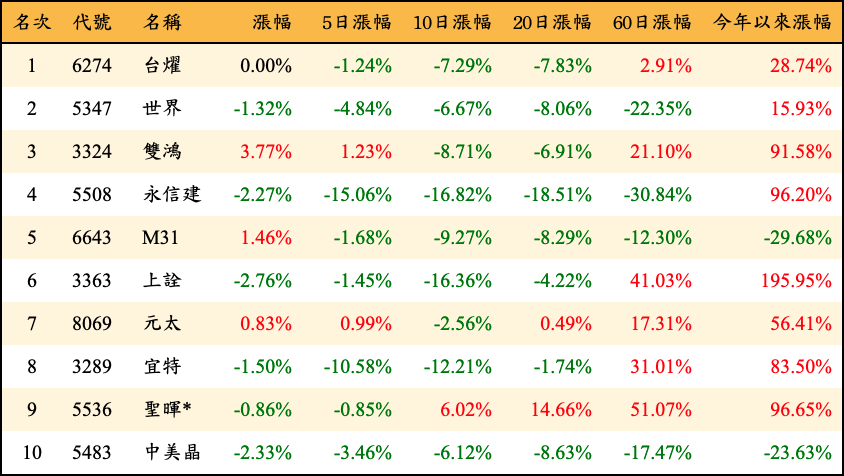 名次 代號 名稱 漲幅 5日漲幅 10日漲幅 20日漲幅 60日漲幅 今年以來漲幅
1 6274 台燿 0.00% -1.24% -7.29% -7.83% 2.91% 28.74%
2 5347 世界 -1.32% -4.84% -6.67% -8.06% -22.35% 15.93%
3 3324 雙鴻 3.77% 1.23% -8.71% -6.91% 21.10% 91.58%
4 5508 永信建 -2.27% -15.06% -16.82% -18.51% -30.84% 96.20%
5 6643 M31 1.46% -1.68% -9.27% -8.29% -12.30% -29.68%
6 3363 上詮 -2.76% -1.45% -16.36% -4.22% 41.03% 195.95%
7 8069 元太 0.83% 0.99% -2.56% 0.49% 17.31% 56.41%
8 3289 宜特 -1.50% -10.58% -12.21% -1.74% 31.01% 83.50%
9 5536 聖暉* -0.86% -0.85% 6.02% 14.66% 51.07% 96.65%
10 5483 中美晶 -2.33% -3.46% -6.12% -8.63% -17.47% -23.63%